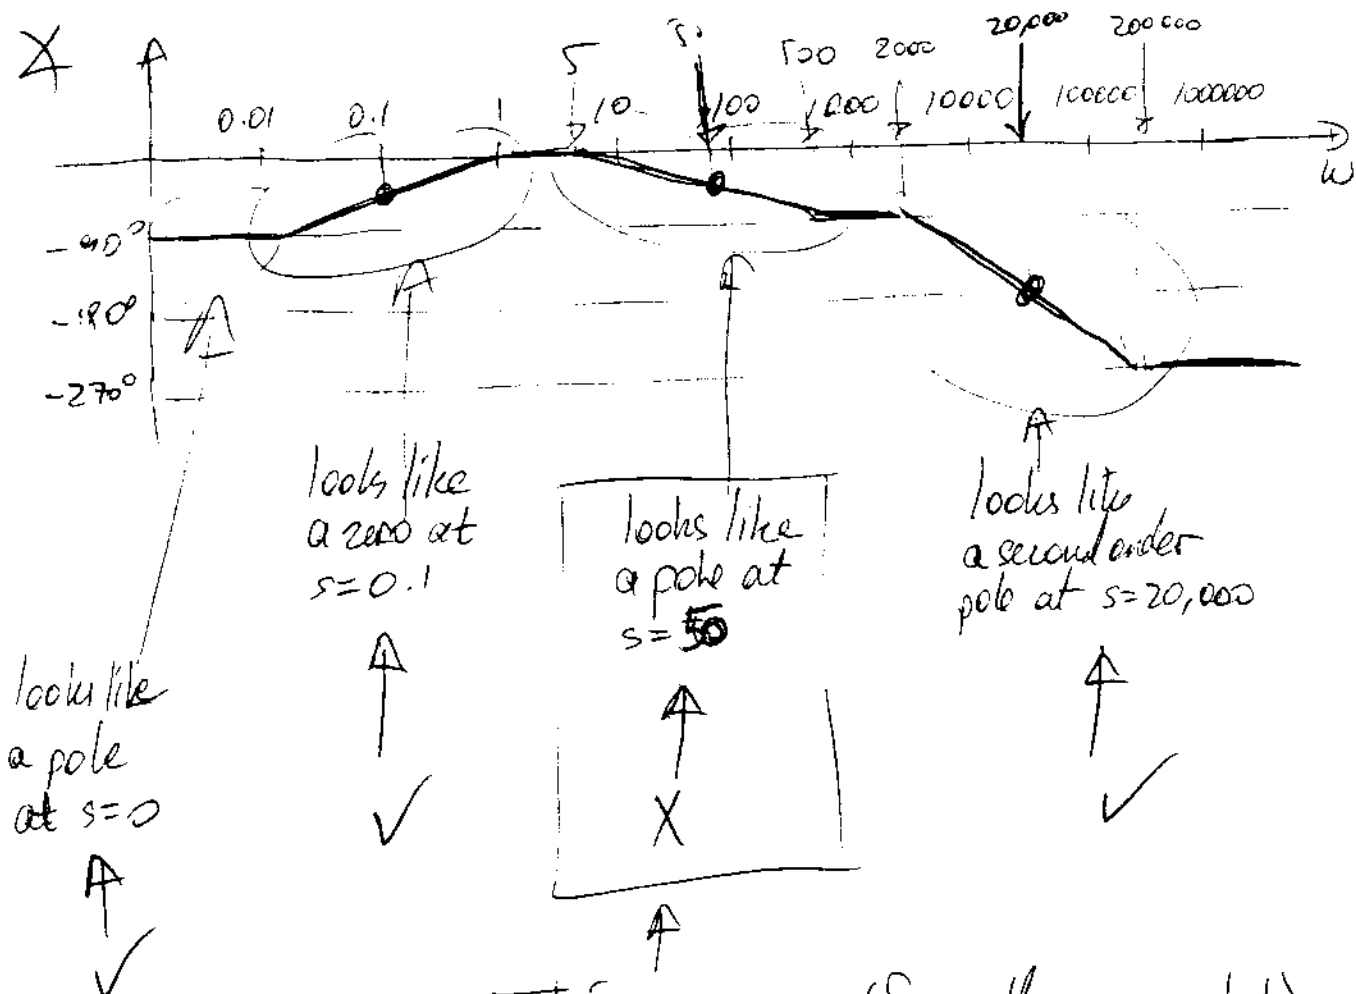 ∠
5
50
500
2000
20,000
200000
0.01
0.1
1
10
100
1000
10000
100000
1000000
ω
-90°
-180°
-270°
looks like
a zero at
s=0.1
looks like
a pole at
s=50
looks like
a second order
pole at s=20,000
looks like
a pole
at s=0
✓
✓
X
✓